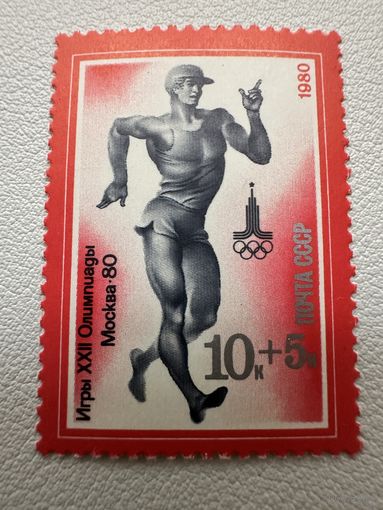 Игры XXII Олимпиады
Москва·80
1980
ПОЧТА СССР
10к+5к